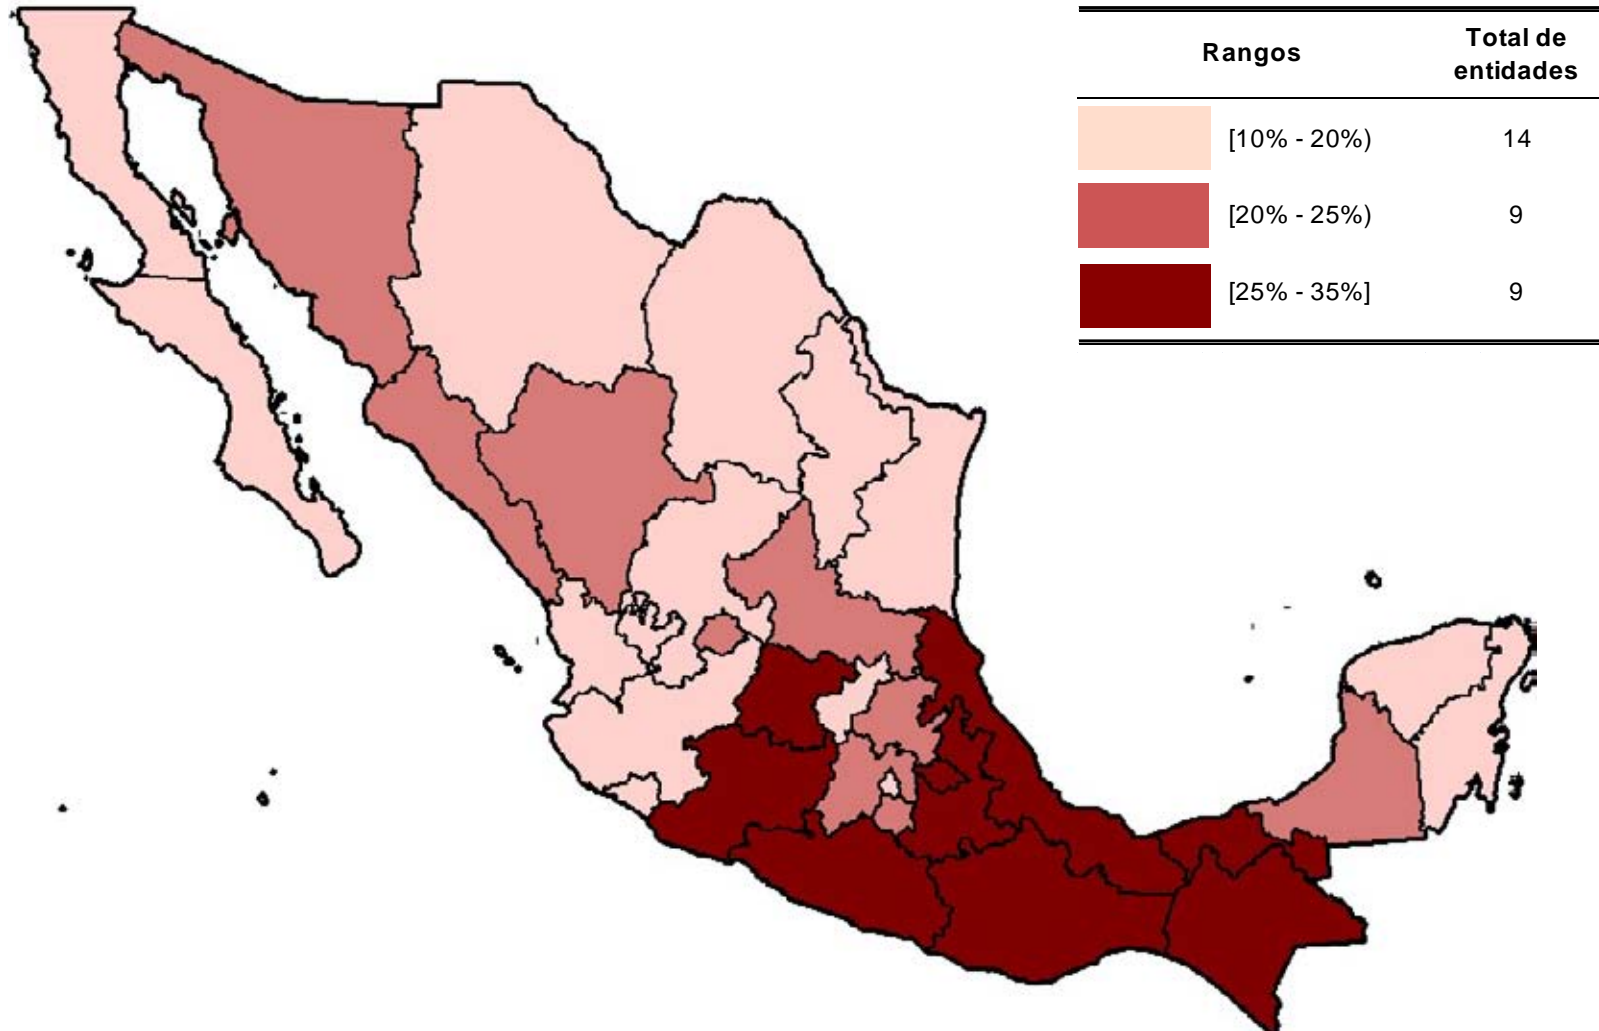 Rangos
Total de
entidades
[10% - 20%) 14
[20% - 25%) 9
[25% - 35%] 9